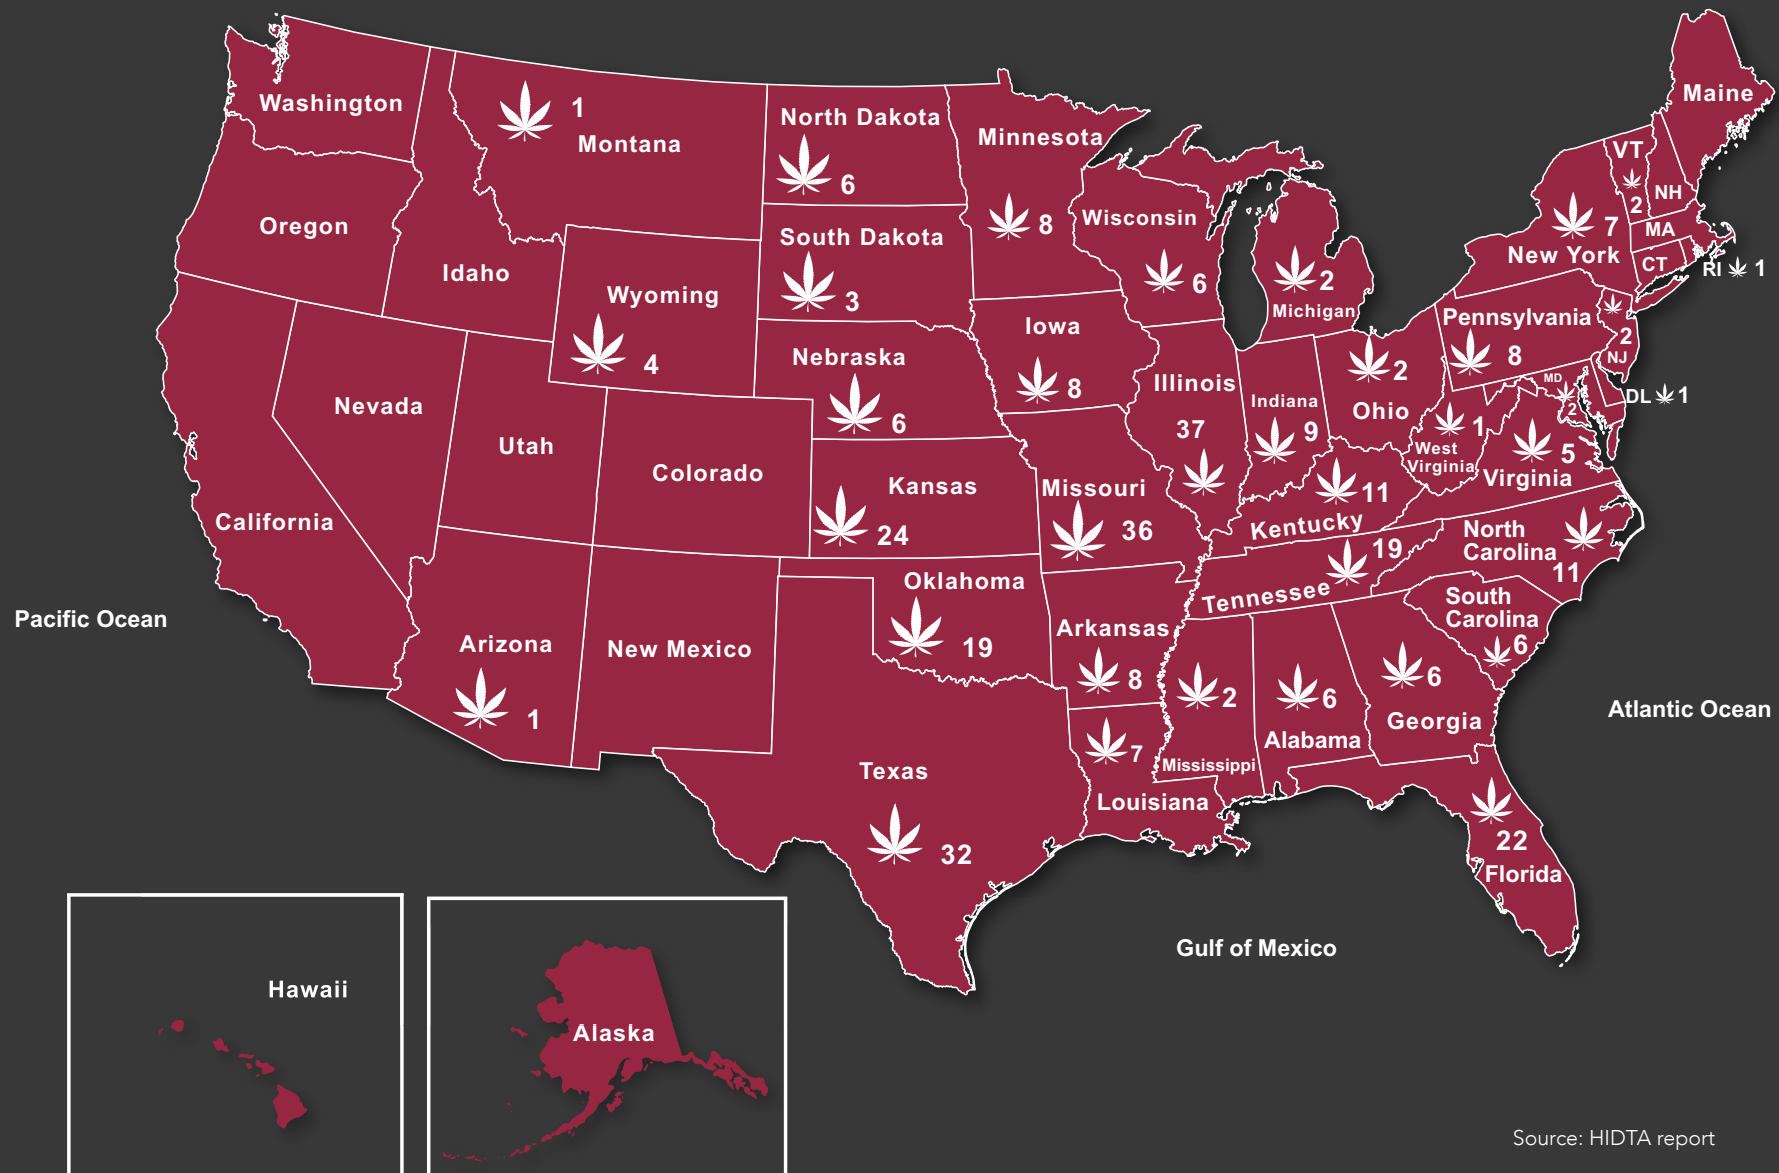 Washington
1
Montana
North Dakota
6
Minnesota
8
Maine
VT
2
NH
Oregon
Idaho
Wyoming
4
South Dakota
3
Wisconsin
6
2
Michigan
7
New York
MA
CT
RI 1
Nebraska
6
Iowa
8
Illinois
37
Indiana
9
2
Ohio
Pennsylvania
8
2
NJ
MD
2
DL 1
Nevada
Utah
Colorado
Kansas
24
Missouri
36
11
Kentucky
1
West
Virginia
5
Virginia
California
Arizona
1
New Mexico
Oklahoma
19
Arkansas
8
19
Tennessee
North
Carolina
11
South
Carolina
6
Pacific Ocean
Texas
32
7
Louisiana
2
Mississippi
6
Alabama
6
Georgia
Atlantic Ocean
22
Florida
Gulf of Mexico
Hawaii
Alaska
Source: HIDTA report